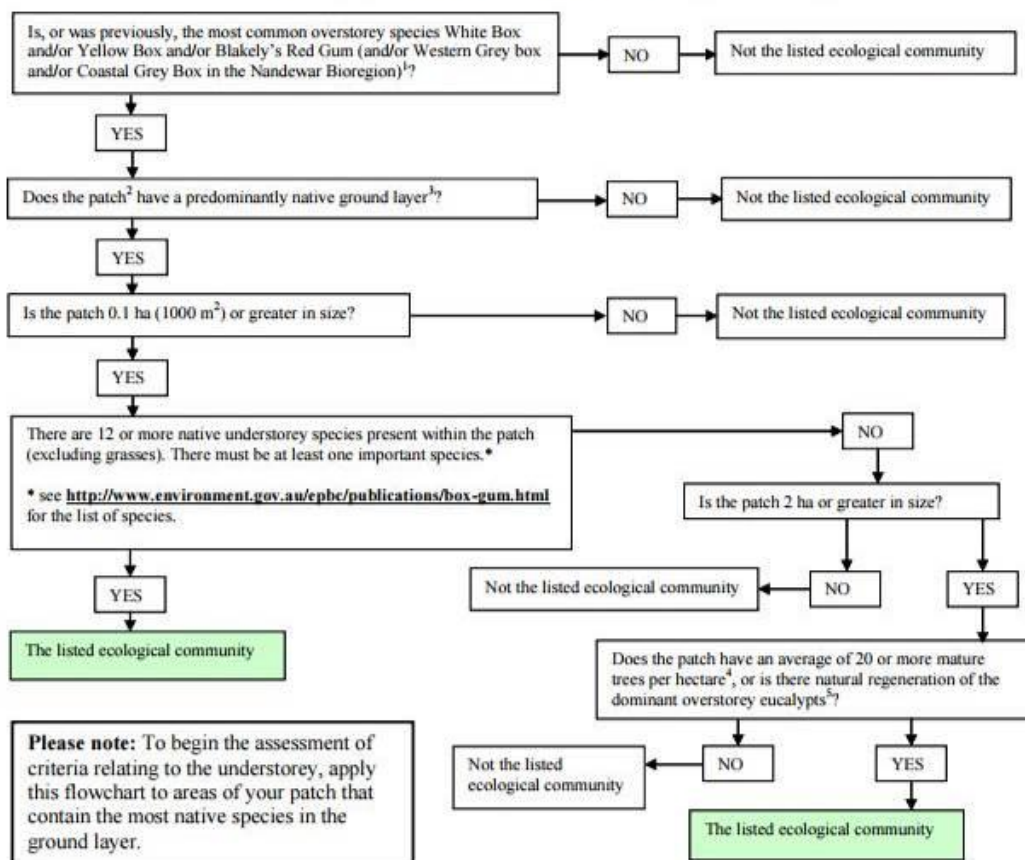 Is, or was previously, the most common overstorey species White Box
and/or Yellow Box and/or Blakely's Red Gum (and/or Western Grey box
and/or Coastal Grey Box in the Nandewar Bioregion)¹?
NO
Not the listed ecological community
YES
Does the patch² have a predominantly native ground layer³?
NO
Not the listed ecological community
YES
Is the patch 0.1 ha (1000 m²) or greater in size?
NO
Not the listed ecological community
YES
There are 12 or more native understorey species present within the patch
(excluding grasses). There must be at least one important species.*
* see http://www.environment.gov.au/epbc/publications/box-gum.html
for the list of species.
NO
Is the patch 2 ha or greater in size?
YES
Not the listed ecological community
NO
YES
The listed ecological community
Does the patch have an average of 20 or more mature
trees per hectare⁴, or is there natural regeneration of the
dominant overstorey eucalypts⁵?
Please note: To begin the assessment of
criteria relating to the understorey, apply
this flowchart to areas of your patch that
contain the most native species in the
ground layer.
Not the listed
ecological community
NO
YES
The listed ecological community